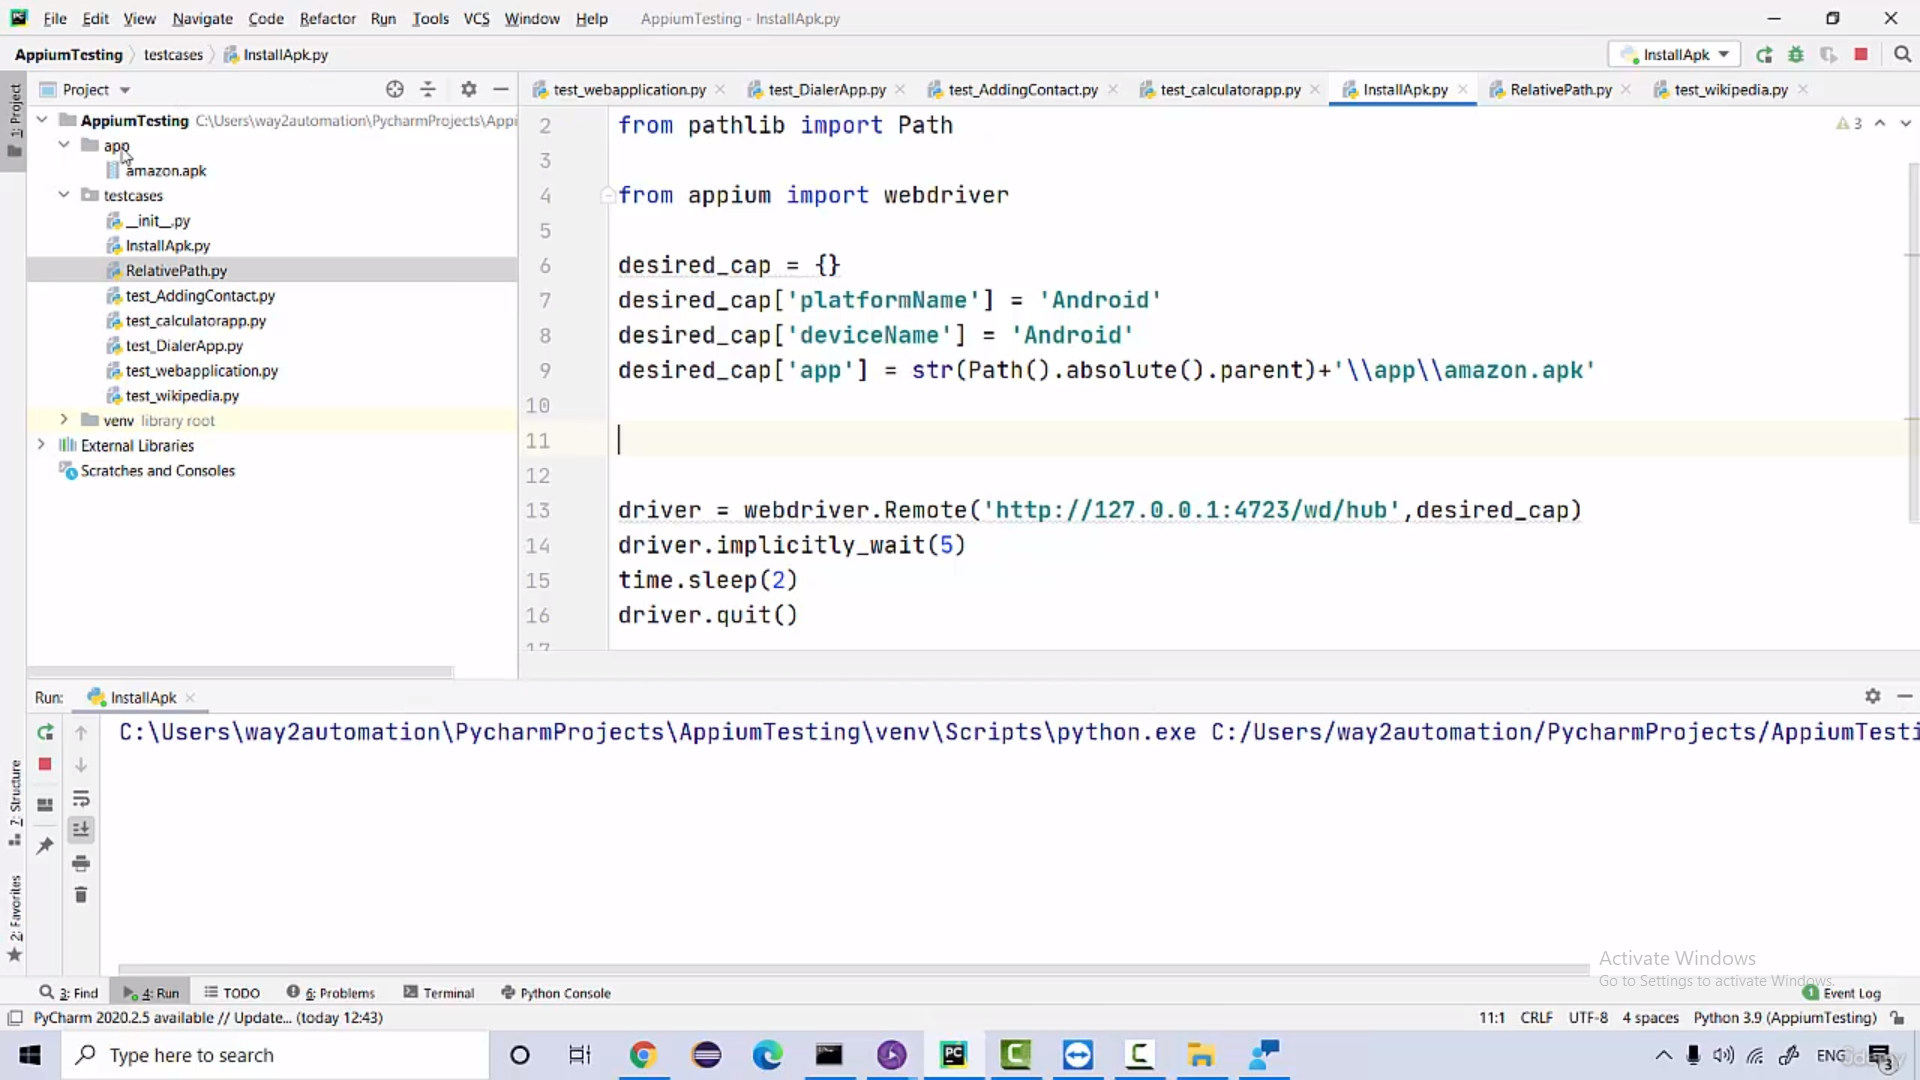 File Edit View Navigate Code Refactor Run Tools VCS Window Help AppiumTesting - InstallApk.py
AppiumTesting testcases InstallApk.py InstallApk
1: Project
Project
test_webapplication.py test_DialerApp.py test_AddingContact.py test_calculatorapp.py InstallApk.py RelativePath.py test_wikipedia.py
AppiumTesting C:\Users\way2automation\PycharmProjects\Appi
app
amazon.apk
testcases
__init__.py
InstallApk.py
RelativePath.py
test_AddingContact.py
test_calculatorapp.py
test_DialerApp.py
test_webapplication.py
test_wikipedia.py
venv library root
External Libraries
Scratches and Consoles
3
2 from pathlib import Path
3
4 from appium import webdriver
5
6 desired_cap = {}
7 desired_cap['platformName'] = 'Android'
8 desired_cap['deviceName'] = 'Android'
9 desired_cap['app'] = str(Path().absolute().parent)+'\\app\\amazon.apk'
10
11
12
13 driver = webdriver.Remote('http://127.0.0.1:4723/wd/hub',desired_cap)
14 driver.implicitly_wait(5)
15 time.sleep(2)
16 driver.quit()
17
Run: InstallApk
C:\Users\way2automation\PycharmProjects\AppiumTesting\venv\Scripts\python.exe C:/Users/way2automation/PycharmProjects/AppiumTesti
7: Structure
2: Favorites
Activate Windows
Go to Settings to activate Windows.
3: Find 4: Run TODO 6: Problems Terminal Python Console 1 Event Log
PyCharm 2020.2.5 available // Update... (today 12:43) 11:1 CRLF UTF-8 4 spaces Python 3.9 (AppiumTesting)
Type here to search PC ENG 3
Udemy